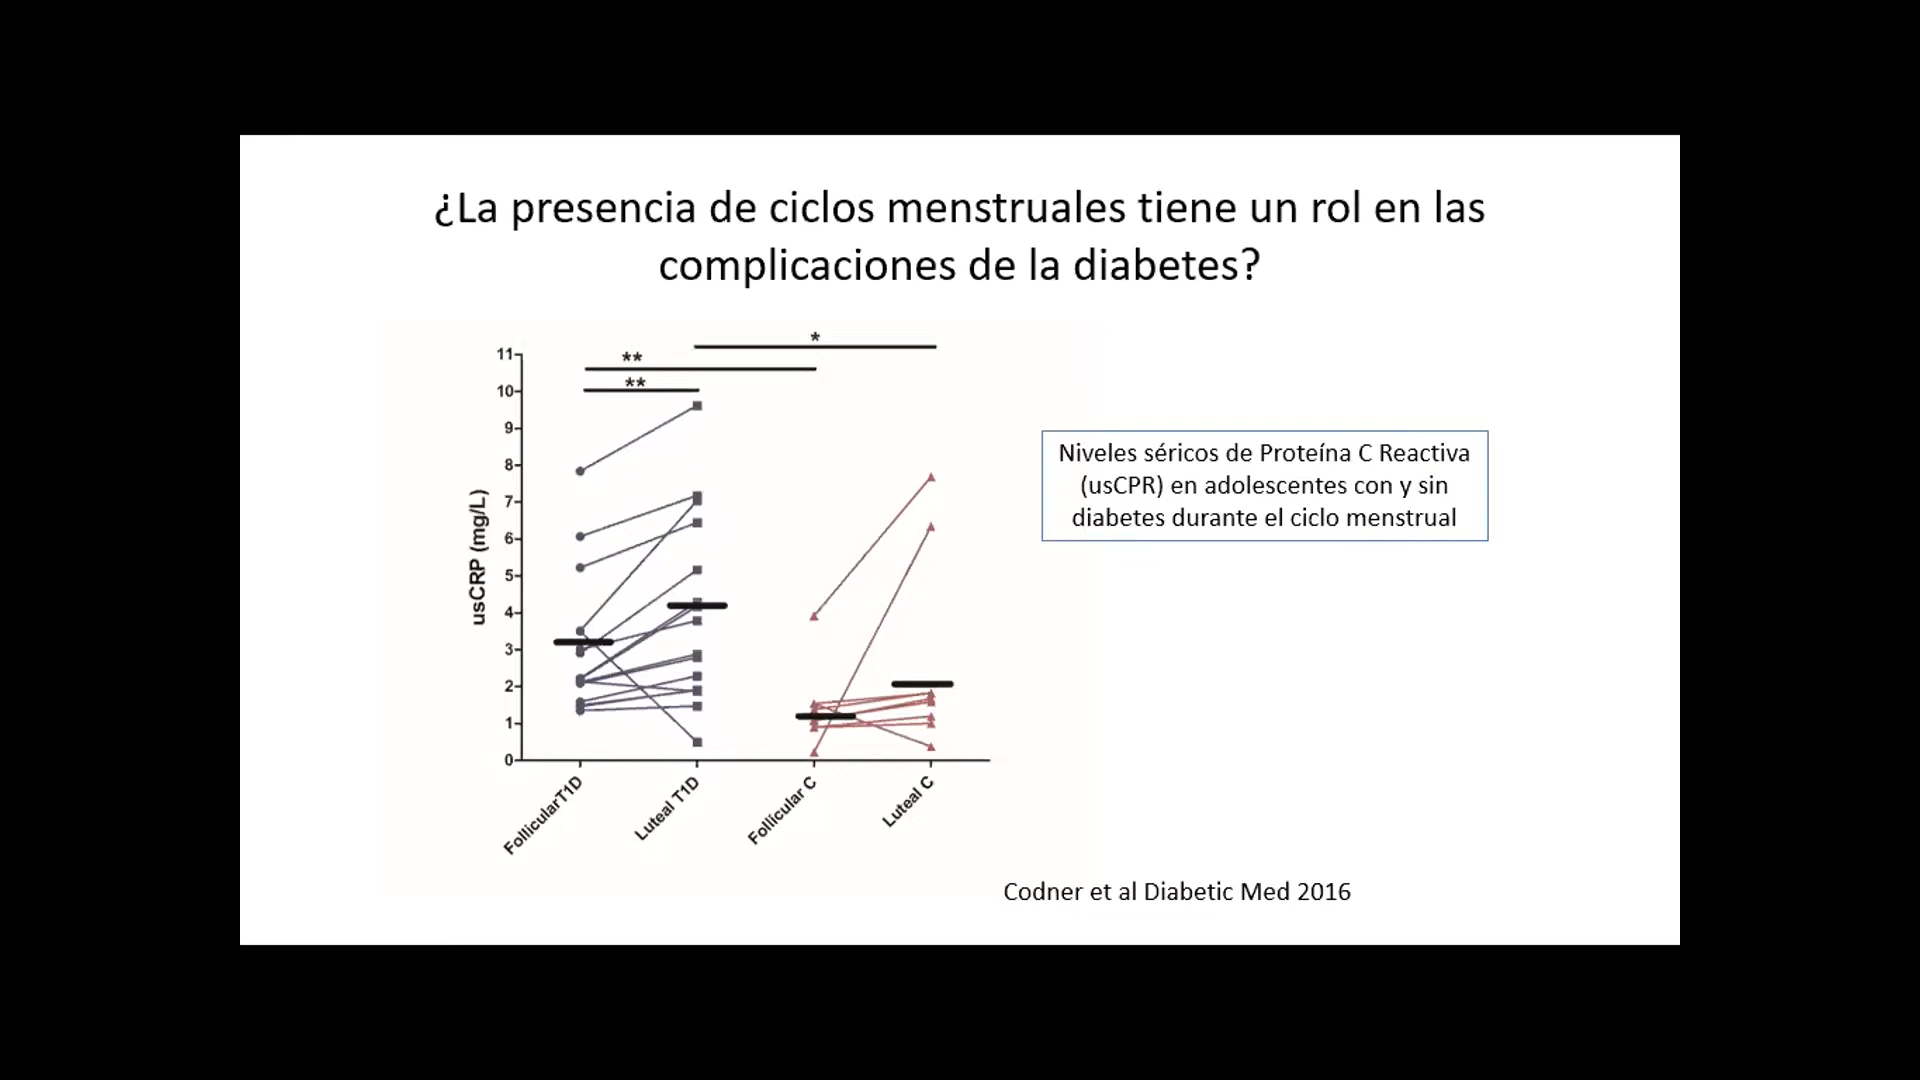 ¿La presencia de ciclos menstruales tiene un rol en las
complicaciones de la diabetes?
*
**
**
11
10
9
8
7
6
5
4
3
2
1
0
usCRP (mg/L)
FollicularT1D
Luteal T1D
Follicular C
Luteal C
Niveles séricos de Proteína C Reactiva
(usCPR) en adolescentes con y sin
diabetes durante el ciclo menstrual
Codner et al Diabetic Med 2016